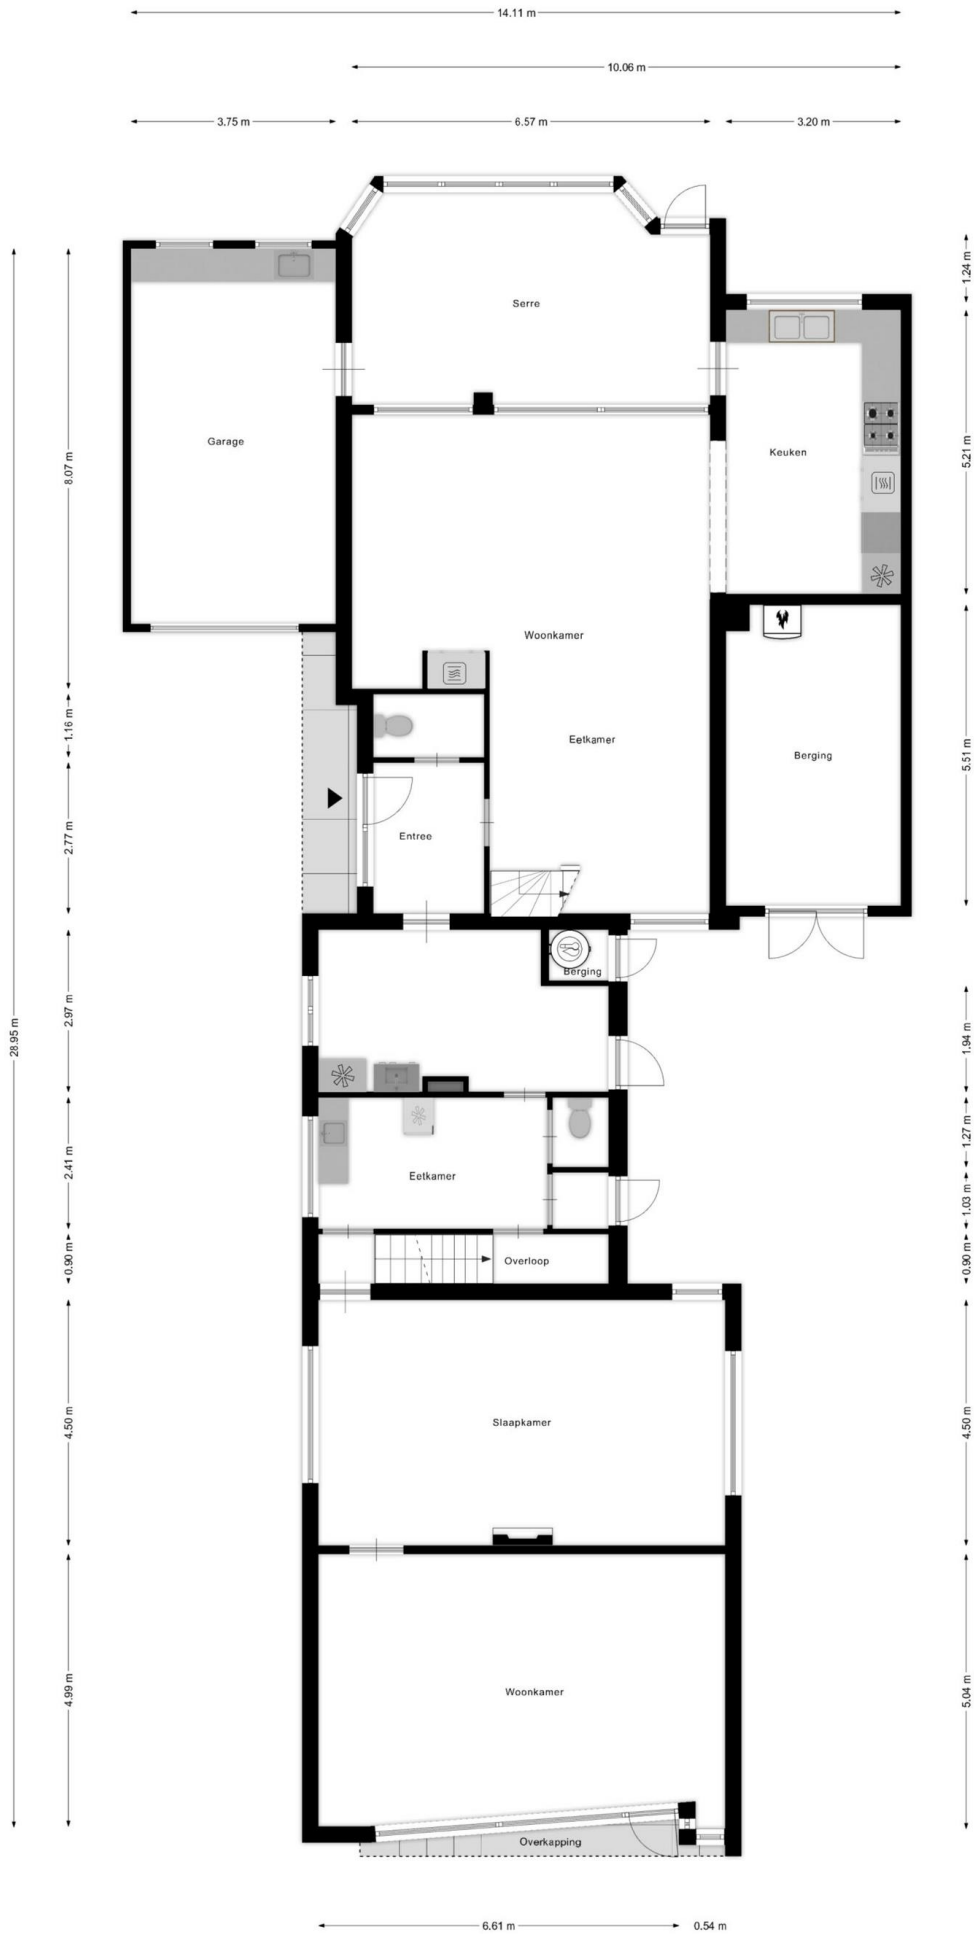 14.11 m
10.06 m
3.75 m
6.57 m
3.20 m
1.24 m
Serre
Garage
Keuken
8.07 m
5.21 m
Woonkamer
1.16 m
Eetkamer
Berging
5.51 m
2.77 m
Entree
Berging
2.97 m
28.95 m
1.94 m
2.41 m
Eetkamer
1.27 m
1.03 m
0.90 m
Overloop
0.90 m
4.50 m
Slaapkamer
4.50 m
4.99 m
Woonkamer
5.04 m
Overkapping
6.61 m
0.54 m